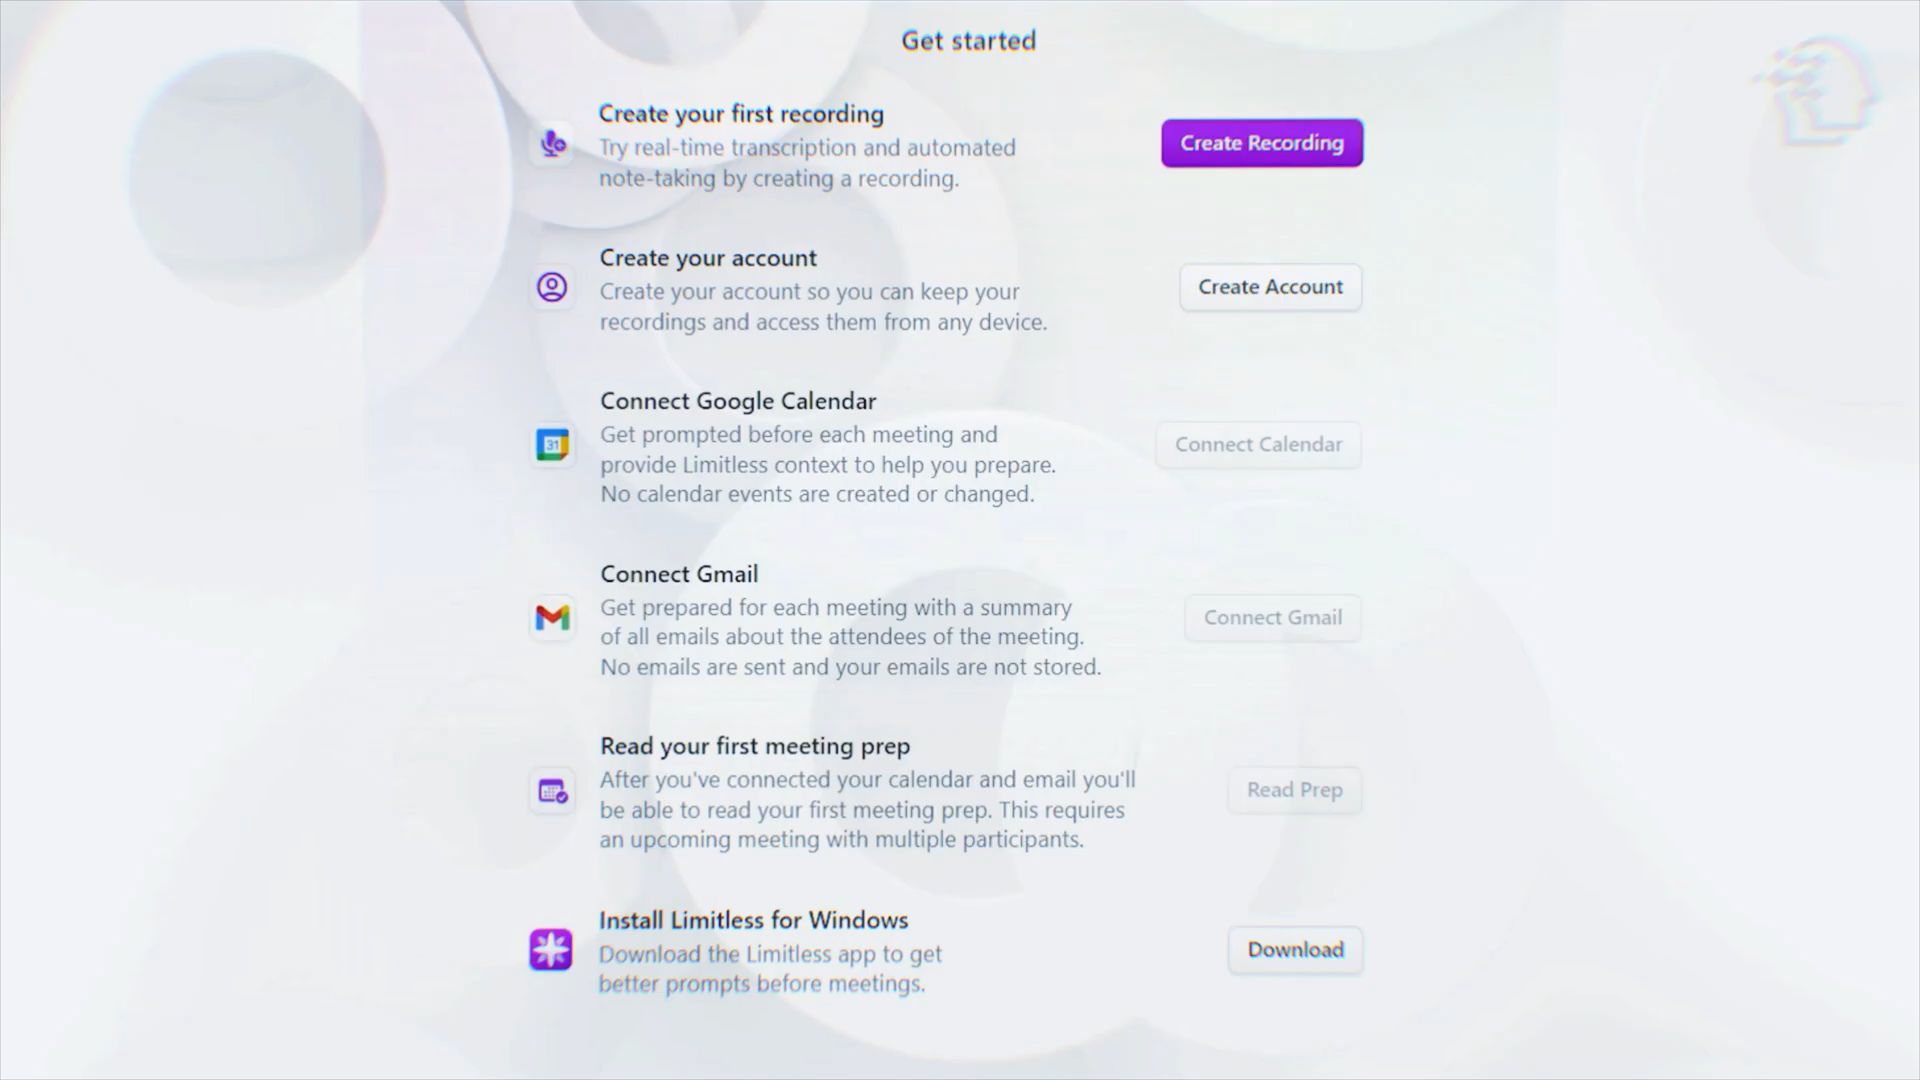 Get started
Create your first recording
Try real-time transcription and automated
note-taking by creating a recording.
Create Recording
Create your account
Create your account so you can keep your
recordings and access them from any device.
Create Account
Connect Google Calendar
31
Get prompted before each meeting and
provide Limitless context to help you prepare.
No calendar events are created or changed.
Connect Calendar
Connect Gmail
Get prepared for each meeting with a summary
of all emails about the attendees of the meeting.
No emails are sent and your emails are not stored.
Connect Gmail
Read your first meeting prep
After you've connected your calendar and email you'll
be able to read your first meeting prep. This requires
an upcoming meeting with multiple participants.
Read Prep
Install Limitless for Windows
Download the Limitless app to get
better prompts before meetings.
Download